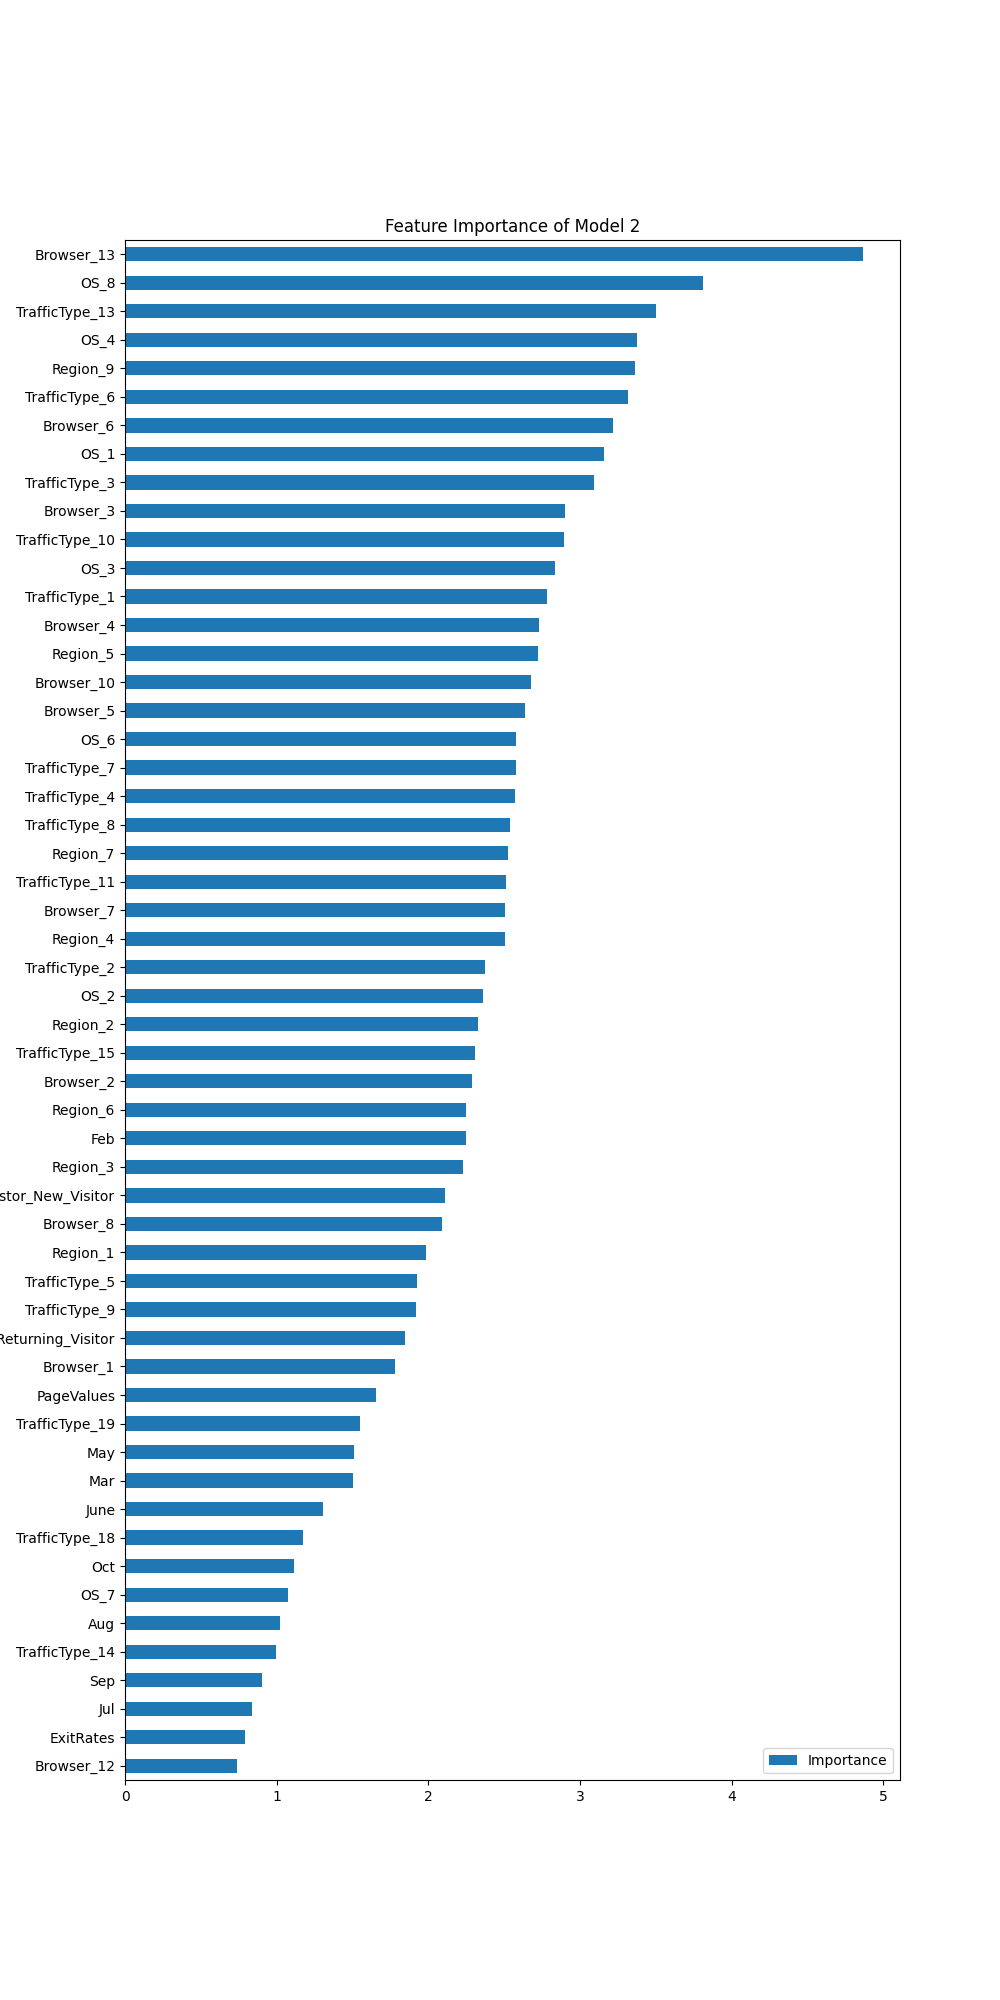 Feature Importance of Model 2
Browser_13
OS_8
TrafficType_13
OS_4
Region_9
TrafficType_6
Browser_6
OS_1
TrafficType_3
Browser_3
TrafficType_10
OS_3
TrafficType_1
Browser_4
Region_5
Browser_10
Browser_5
OS_6
TrafficType_7
TrafficType_4
TrafficType_8
Region_7
TrafficType_11
Browser_7
Region_4
TrafficType_2
OS_2
Region_2
TrafficType_15
Browser_2
Region_6
Feb
Region_3
stor_New_Visitor
Browser_8
Region_1
TrafficType_5
TrafficType_9
Returning_Visitor
Browser_1
PageValues
TrafficType_19
May
Mar
June
TrafficType_18
Oct
OS_7
Aug
TrafficType_14
Sep
Jul
ExitRates
Browser_12
Importance
0 1 2 3 4 5